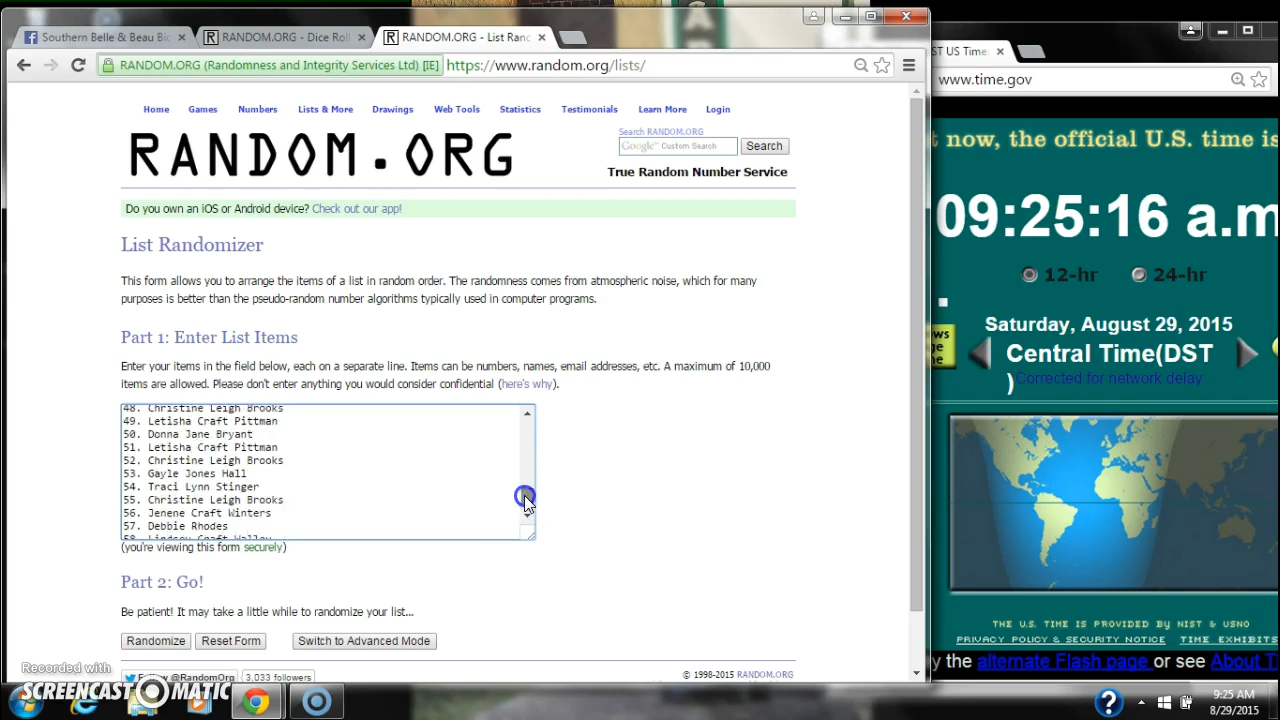 Southern Belle & Beau Bo
RANDOM.ORG - Dice Roll
RANDOM.ORG - List Rand
ST US Time
RANDOM.ORG (Randomness and Integrity Services Ltd) [IE] https://www.random.org/lists/
www.time.gov
Home Games Numbers Lists & More Drawings Web Tools Statistics Testimonials Learn More Login
RANDOM.ORG
Search RANDOM.ORG
Google™ Custom Search Search
True Random Number Service
t now, the official U.S. time is
Do you own an iOS or Android device? Check out our app!
09:25:16 a.m
.
List Randomizer
12-hr 24-hr
This form allows you to arrange the items of a list in random order. The randomness comes from atmospheric noise, which for many
purposes is better than the pseudo-random number algorithms typically used in computer programs.
Saturday, August 29, 2015
Central Time(DST
)
Corrected for network delay
Part 1: Enter List Items
Enter your items in the field below, each on a separate line. Items can be numbers, names, email addresses, etc. A maximum of 10,000
items are allowed. Please don't enter anything you would consider confidential (here's why).
48. Christine Leigh Brooks
49. Letisha Craft Pittman
50. Donna Jane Bryant
51. Letisha Craft Pittman
52. Christine Leigh Brooks
53. Gayle Jones Hall
54. Traci Lynn Stinger
55. Christine Leigh Brooks
56. Jenene Craft Winters
57. Debbie Rhodes
58. Lindsey Craft Walley
(you're viewing this form securely)
Part 2: Go!
Be patient! It may take a little while to randomize your list...
Randomize Reset Form Switch to Advanced Mode
THE U.S. TIME IS PROVIDED BY NIST & USNO
PRIVACY POLICY & SECURITY NOTICE TIME EXHIBITS
y the alternate Flash page or see About T
Follow @RandomOrg 3,033 followers
© 1998-2015 RANDOM.ORG
Recorded with
SCREENCAST MATIC
9:25 AM
8/29/2015